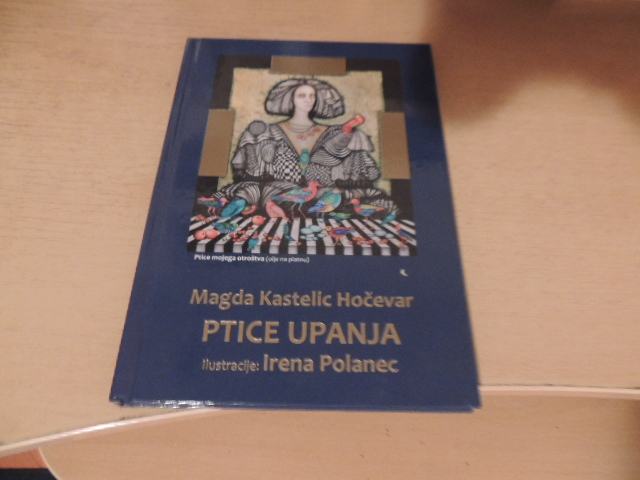 Ptice mojega otroštva (olje na platnu)
Magda Kastelic Hočevar
PTICE UPANJA
Ilustracije: Irena Polanec